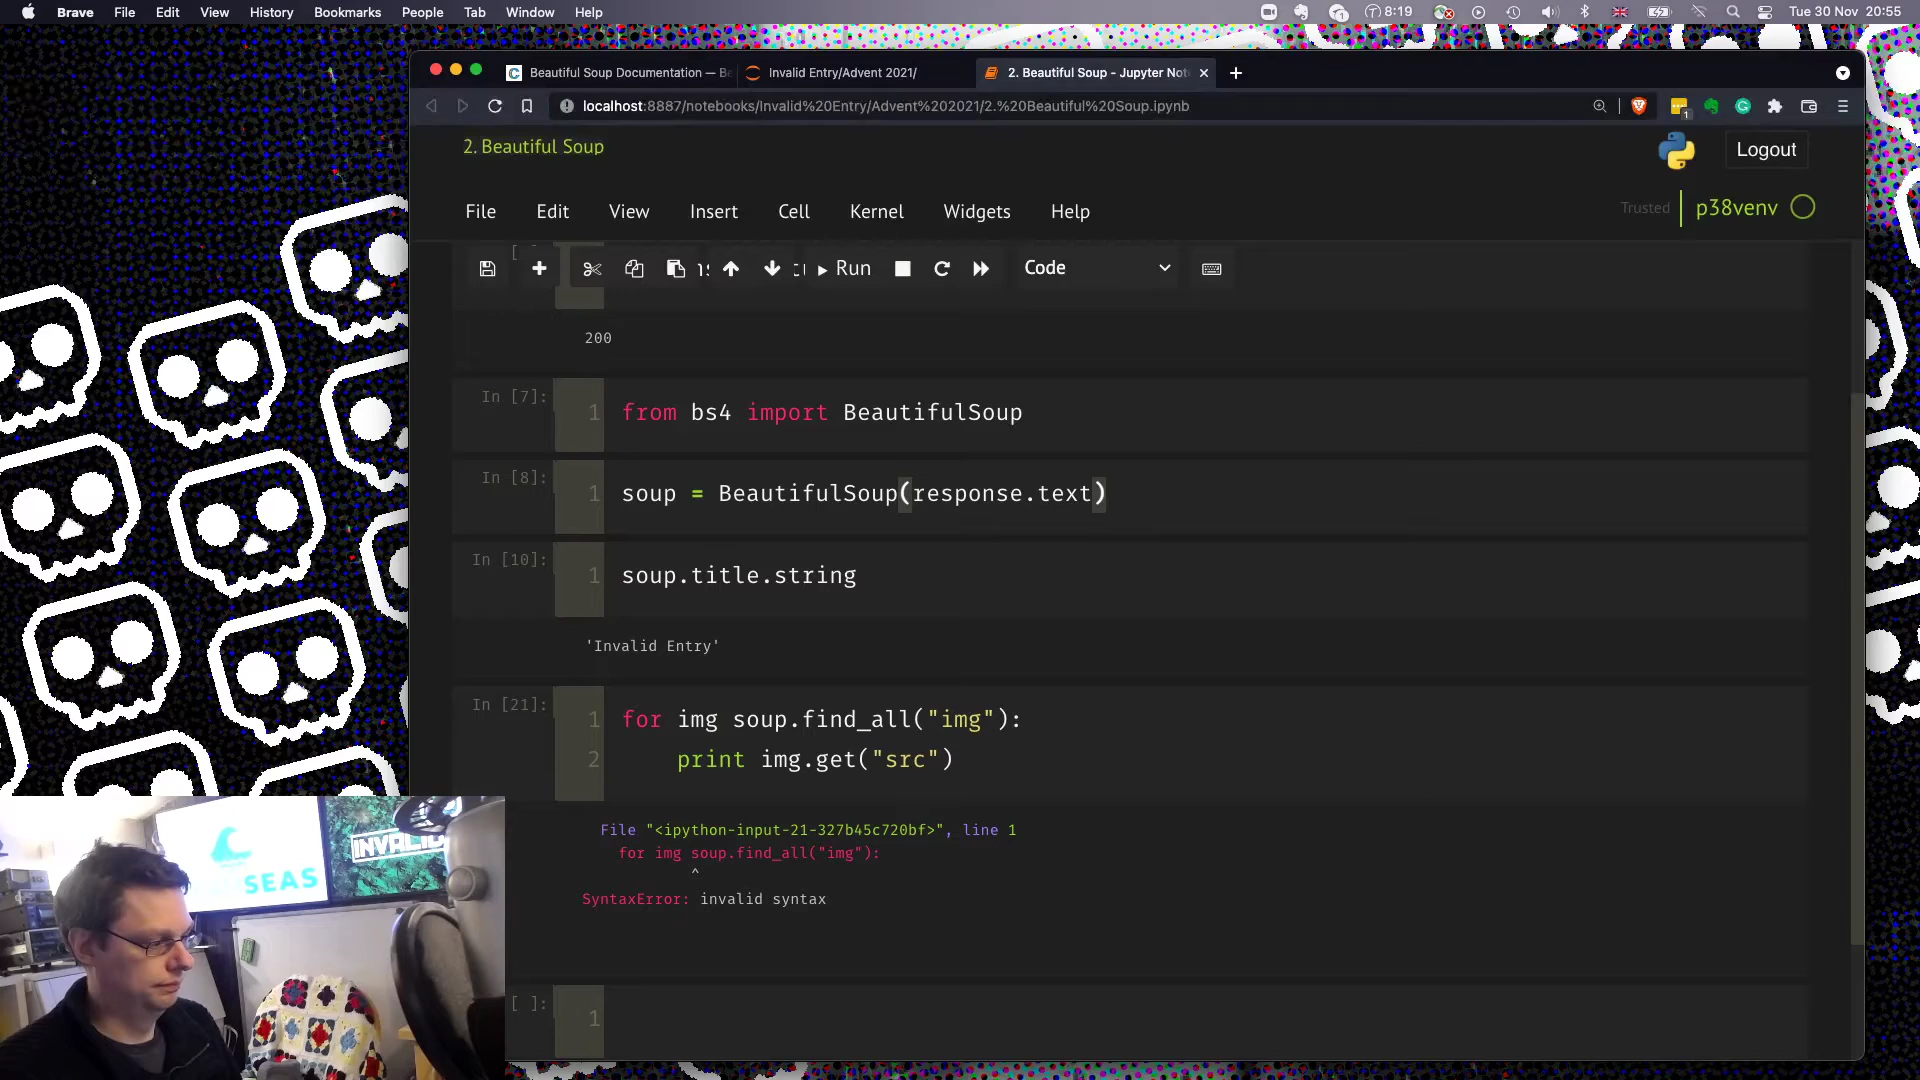 Brave File Edit View History Bookmarks People Tab Window Help
8:19 Tue 30 Nov 20:55
Beautiful Soup Documentation — Be
Invalid Entry/Advent 2021/
2. Beautiful Soup - Jupyter Not
localhost:8887/notebooks/Invalid%20Entry/Advent%202021/2.%20Beautiful%20Soup.ipynb
2. Beautiful Soup
Logout
File Edit View Insert Cell Kernel Widgets Help
Trusted p38venv
Run Code
200
In [7]: 1 from bs4 import BeautifulSoup
In [8]: 1 soup = BeautifulSoup(response.text)
In [10]: 1 soup.title.string
'Invalid Entry'
In [21]: 1 for img soup.find_all("img"):
2 print img.get("src")
File "<ipython-input-21-327b45c720bf>", line 1
for img soup.find_all("img"):
^
SyntaxError: invalid syntax
[ ]: 1
INVALID
SEAS